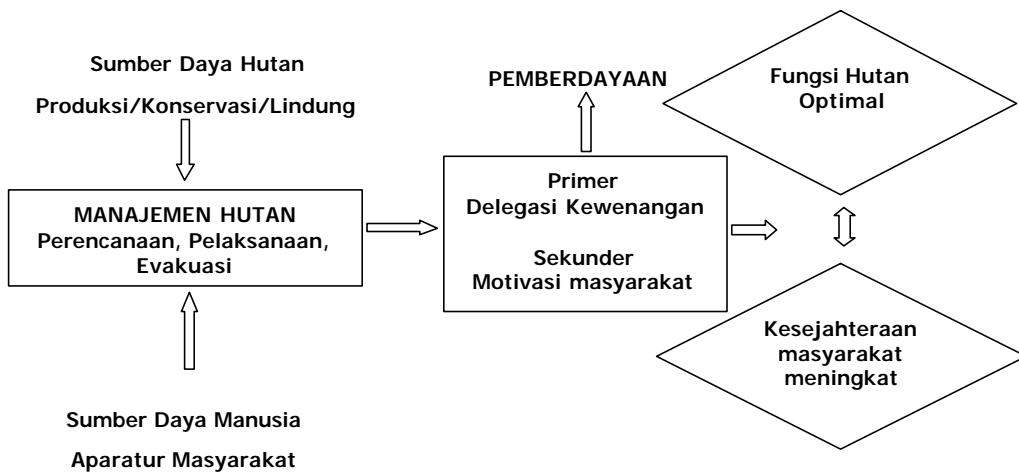 Sumber Daya Hutan
Produksi/Konservasi/Lindung
MANAJEMEN HUTAN
Perencanaan, Pelaksanaan,
Evakuasi
Sumber Daya Manusia
Aparatur Masyarakat
PEMBERDAYAAN
Primer
Delegasi Kewenangan
Sekunder
Motivasi masyarakat
Fungsi Hutan
Optimal
Kesejahteraan
masyarakat
meningkat